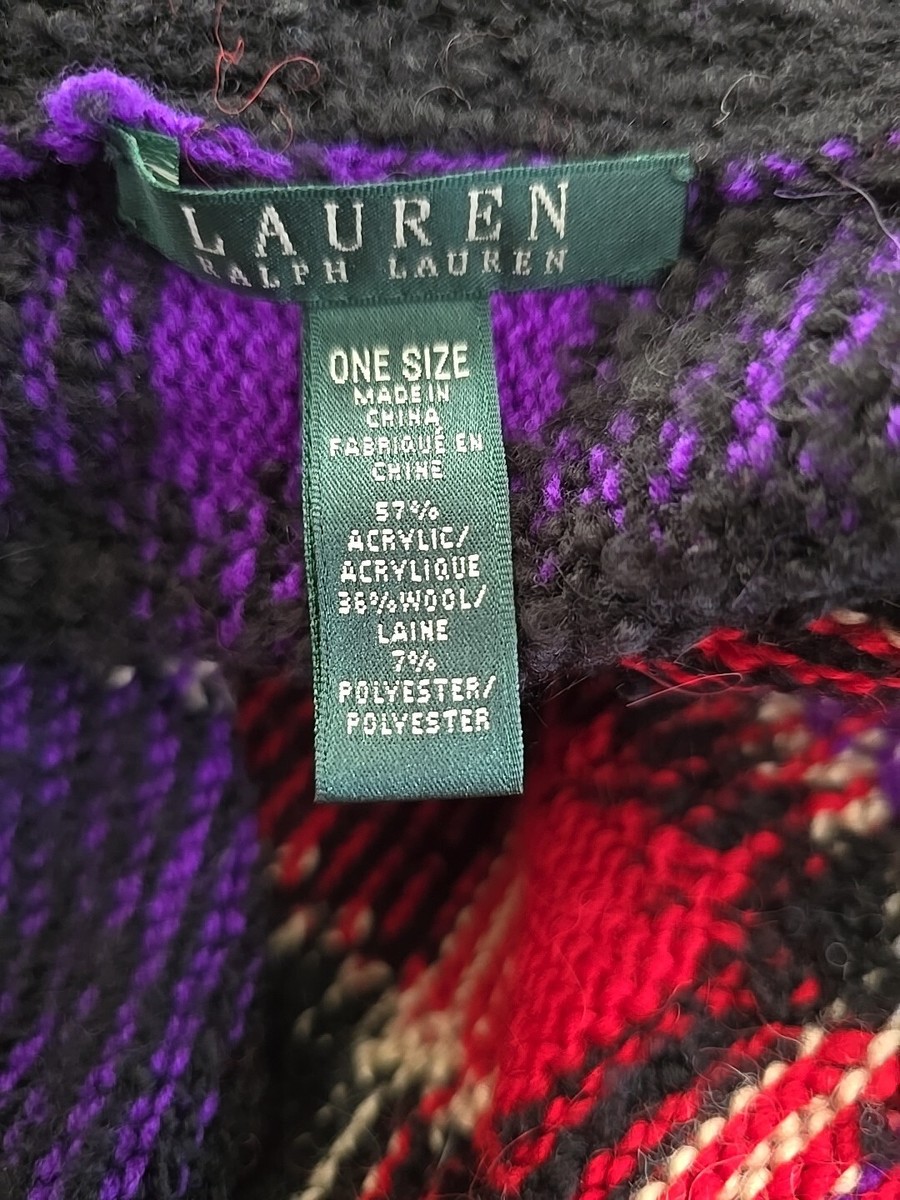 LAUREN
RALPH LAUREN
ONE SIZE
MADE IN
CHINA
FABRIQUÉ EN
CHINE
57%
ACRYLIC/
ACRYLIQUE
36%WOOL/
LAINE
7%
POLYESTER/
POLYESTER